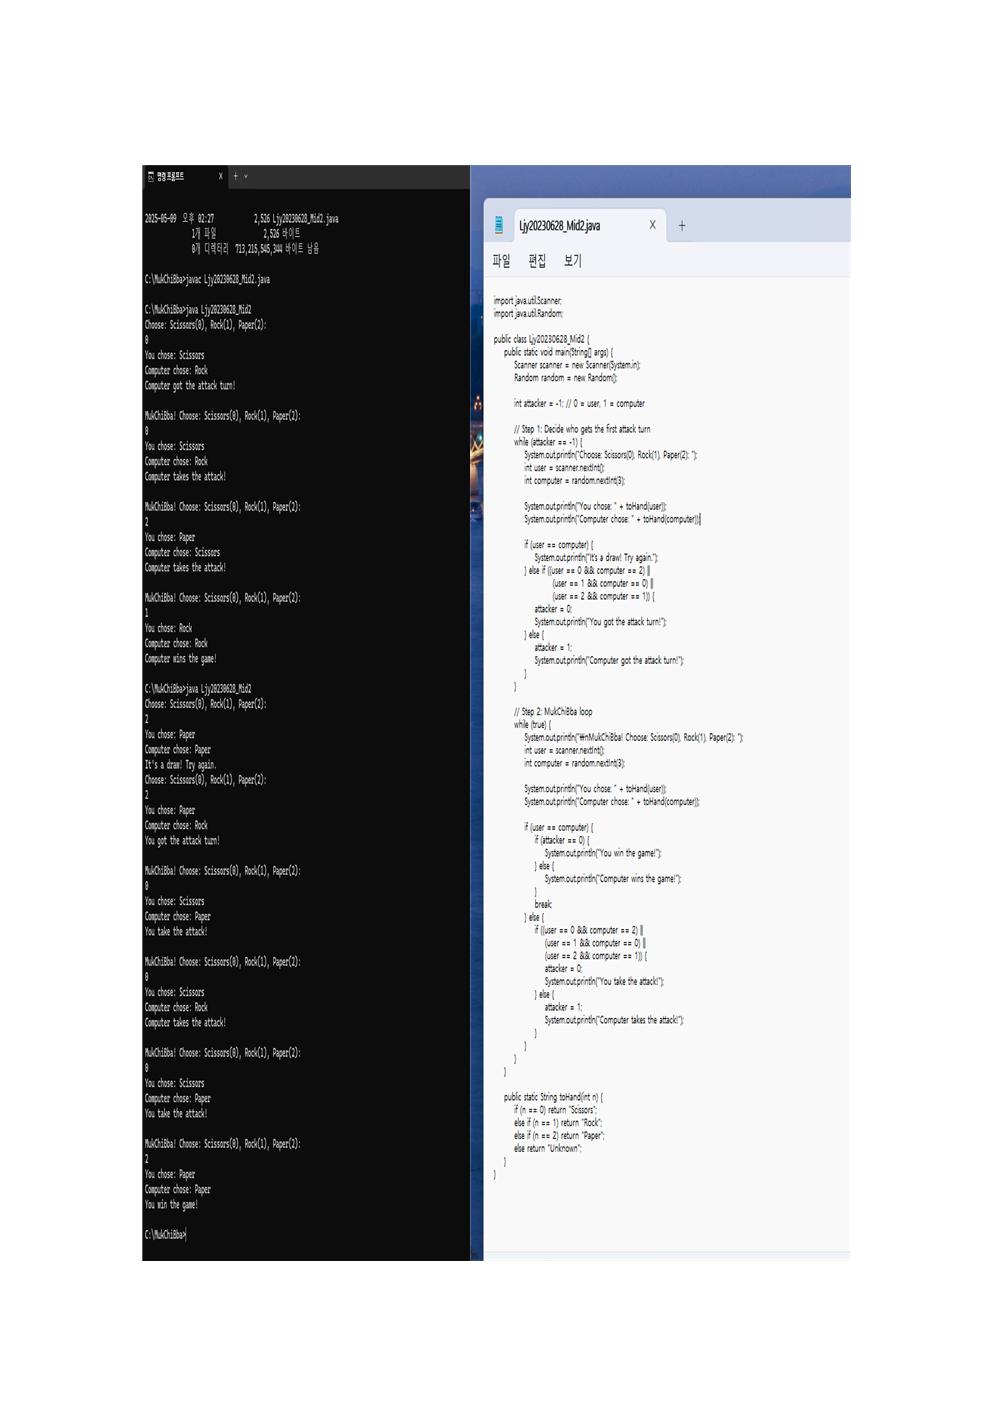 명령 프롬프트
2025-05-09 오후 02:27 2,526 Ljy20230628_Mid2.java
1개 파일 2,526 바이트
0개 디렉터리 713,215,545,344 바이트 남음
C:\MukChiBba>javac Ljy20230628_Mid2.java
C:\MukChiBba>java Ljy20230628_Mid2
Choose: Scissors(0), Rock(1), Paper(2):
0
You chose: Scissors
Computer chose: Rock
Computer got the attack turn!
MukChiBba! Choose: Scissors(0), Rock(1), Paper(2):
0
You chose: Scissors
Computer chose: Rock
Computer takes the attack!
MukChiBba! Choose: Scissors(0), Rock(1), Paper(2):
2
You chose: Paper
Computer chose: Scissors
Computer takes the attack!
MukChiBba! Choose: Scissors(0), Rock(1), Paper(2):
1
You chose: Rock
Computer chose: Rock
Computer wins the game!
C:\MukChiBba>java Ljy20230628_Mid2
Choose: Scissors(0), Rock(1), Paper(2):
2
You chose: Paper
Computer chose: Paper
It's a draw! Try again.
Choose: Scissors(0), Rock(1), Paper(2):
2
You chose: Paper
Computer chose: Rock
You got the attack turn!
MukChiBba! Choose: Scissors(0), Rock(1), Paper(2):
0
You chose: Scissors
Computer chose: Paper
You take the attack!
MukChiBba! Choose: Scissors(0), Rock(1), Paper(2):
0
You chose: Scissors
Computer chose: Rock
Computer takes the attack!
MukChiBba! Choose: Scissors(0), Rock(1), Paper(2):
0
You chose: Scissors
Computer chose: Paper
You take the attack!
MukChiBba! Choose: Scissors(0), Rock(1), Paper(2):
2
You chose: Paper
Computer chose: Paper
You win the game!
C:\MukChiBba>
Ljy20230628_Mid2.java
파일 편집 보기
import java.util.Scanner;
import java.util.Random;
public class Ljy20230628_Mid2 {
public static void main(String[] args) {
Scanner scanner = new Scanner(System.in);
Random random = new Random();
int attacker = -1; // 0 = user, 1 = computer
// Step 1: Decide who gets the first attack turn
while (attacker == -1) {
System.out.println("Choose: Scissors(0), Rock(1), Paper(2): ");
int user = scanner.nextInt();
int computer = random.nextInt(3);
System.out.println("You chose: " + toHand(user));
System.out.println("Computer chose: " + toHand(computer));
if (user == computer) {
System.out.println("It's a draw! Try again.");
} else if ((user == 0 && computer == 2) ||
(user == 1 && computer == 0) ||
(user == 2 && computer == 1)) {
attacker = 0;
System.out.println("You got the attack turn!");
} else {
attacker = 1;
System.out.println("Computer got the attack turn!");
}
}
// Step 2: MukChiBba loop
while (true) {
System.out.println("₩nMukChiBba! Choose: Scissors(0), Rock(1), Paper(2): ");
int user = scanner.nextInt();
int computer = random.nextInt(3);
System.out.println("You chose: " + toHand(user));
System.out.println("Computer chose: " + toHand(computer));
if (user == computer) {
if (attacker == 0) {
System.out.println("You win the game!");
} else {
System.out.println("Computer wins the game!");
}
break;
} else {
if ((user == 0 && computer == 2) ||
(user == 1 && computer == 0) ||
(user == 2 && computer == 1)) {
attacker = 0;
System.out.println("You take the attack!");
} else {
attacker = 1;
System.out.println("Computer takes the attack!");
}
}
}
}
public static String toHand(int n) {
if (n == 0) return "Scissors";
else if (n == 1) return "Rock";
else if (n == 2) return "Paper";
else return "Unknown";
}
}